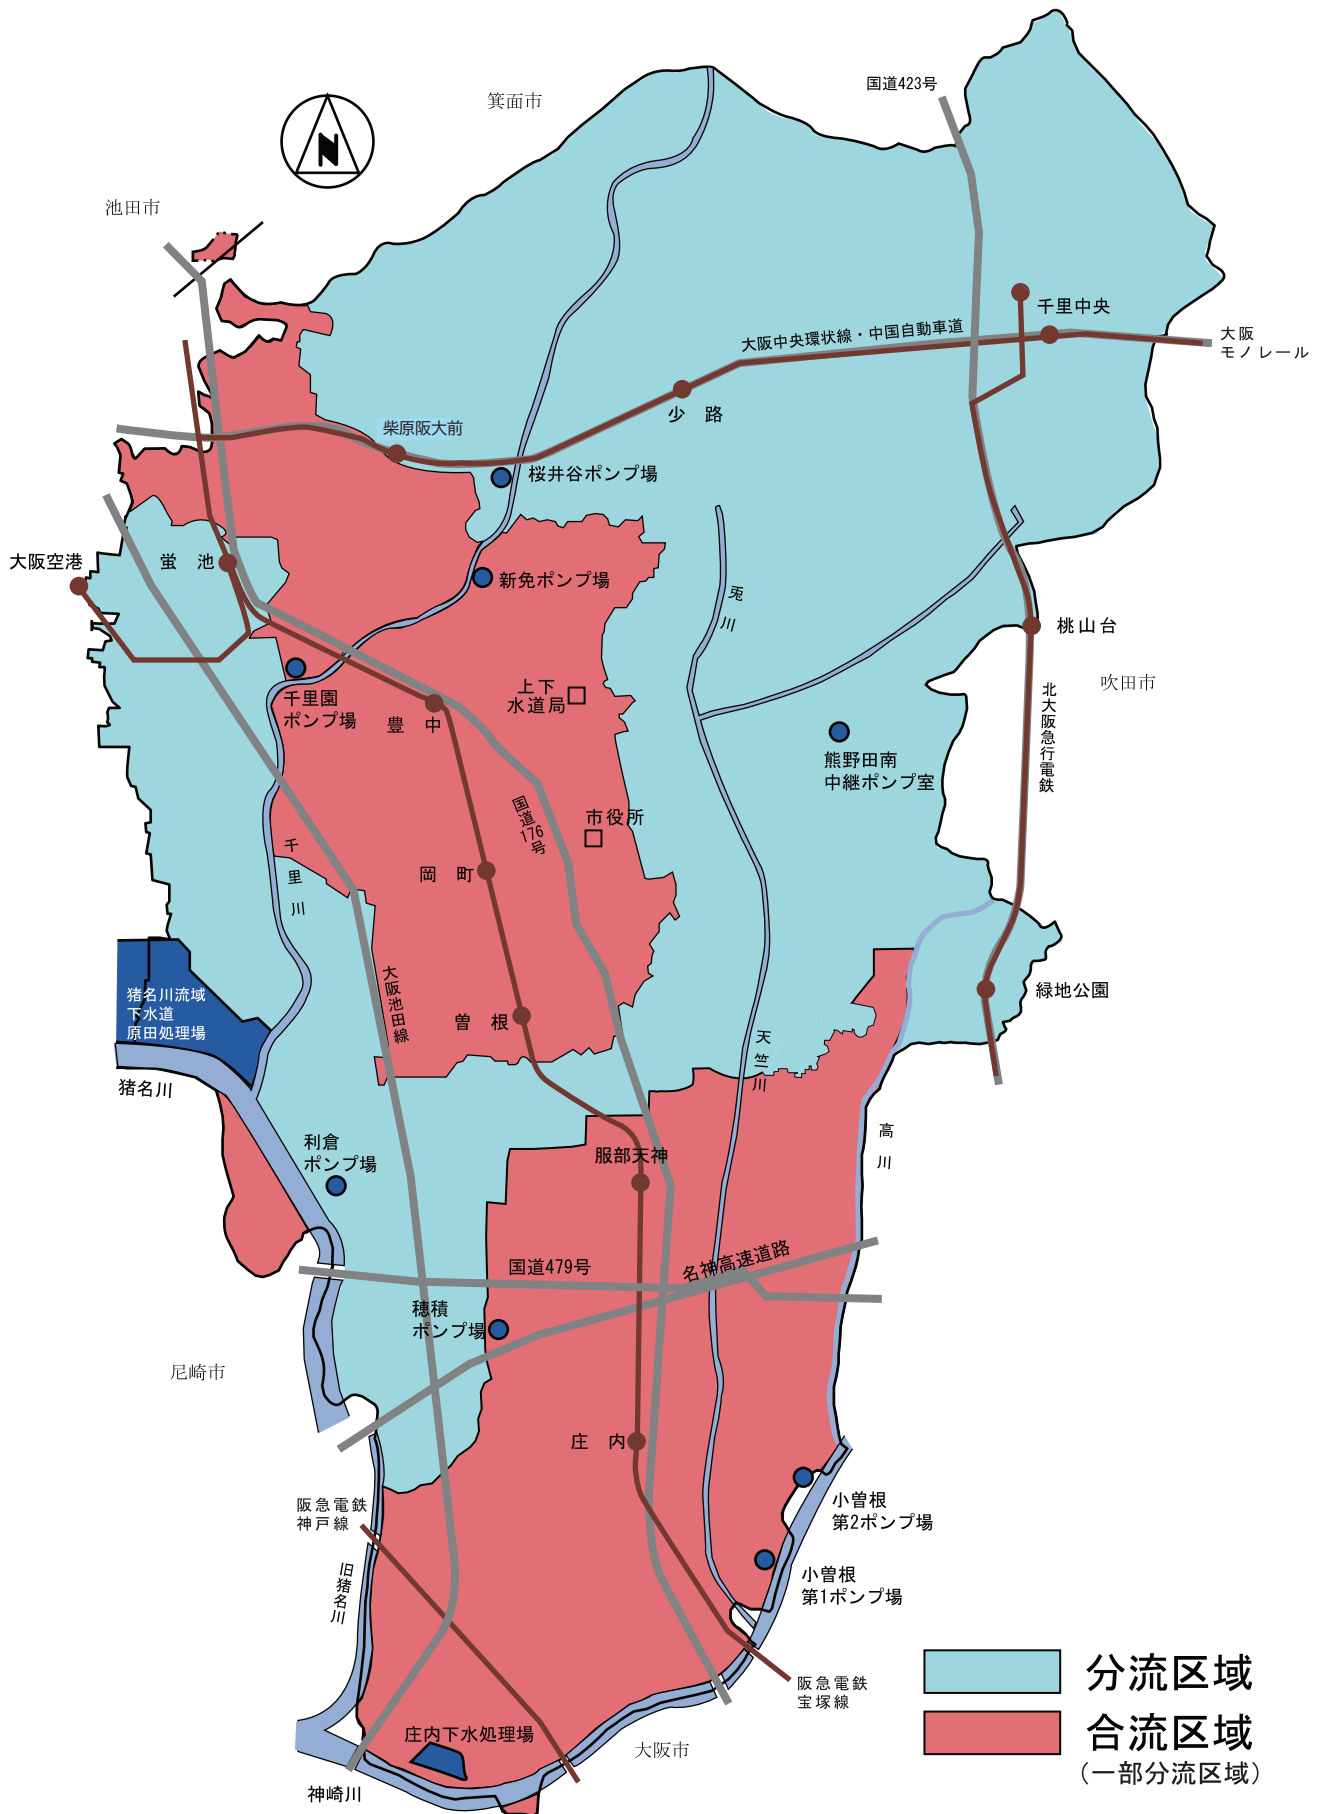 国道423号
箕面市
N
池田市
千里中央
大阪中央環状線・中国自動車道
大阪
モノレール
少 路
柴原阪大前
桜井谷ポンプ場
大阪空港
蛍 池
新免ポンプ場
兎
川
桃山台
吹田市
北大阪急行電鉄
上下
水道局
千里園
ポンプ場
豊 中
熊野田南
中継ポンプ室
国道176号
市役所
千
里
川
岡 町
大阪池田線
猪名川流域
下水道
原田処理場
緑地公園
曽 根
天
竺
川
猪名川
利倉
ポンプ場
高
川
服部天神
名神高速道路
国道479号
穂積
ポンプ場
尼崎市
庄 内
阪急電鉄
神戸線
小曽根
第2ポンプ場
旧猪名川
小曽根
第1ポンプ場
阪急電鉄
宝塚線
分流区域
合流区域
(一部分流区域)
庄内下水処理場
大阪市
神崎川